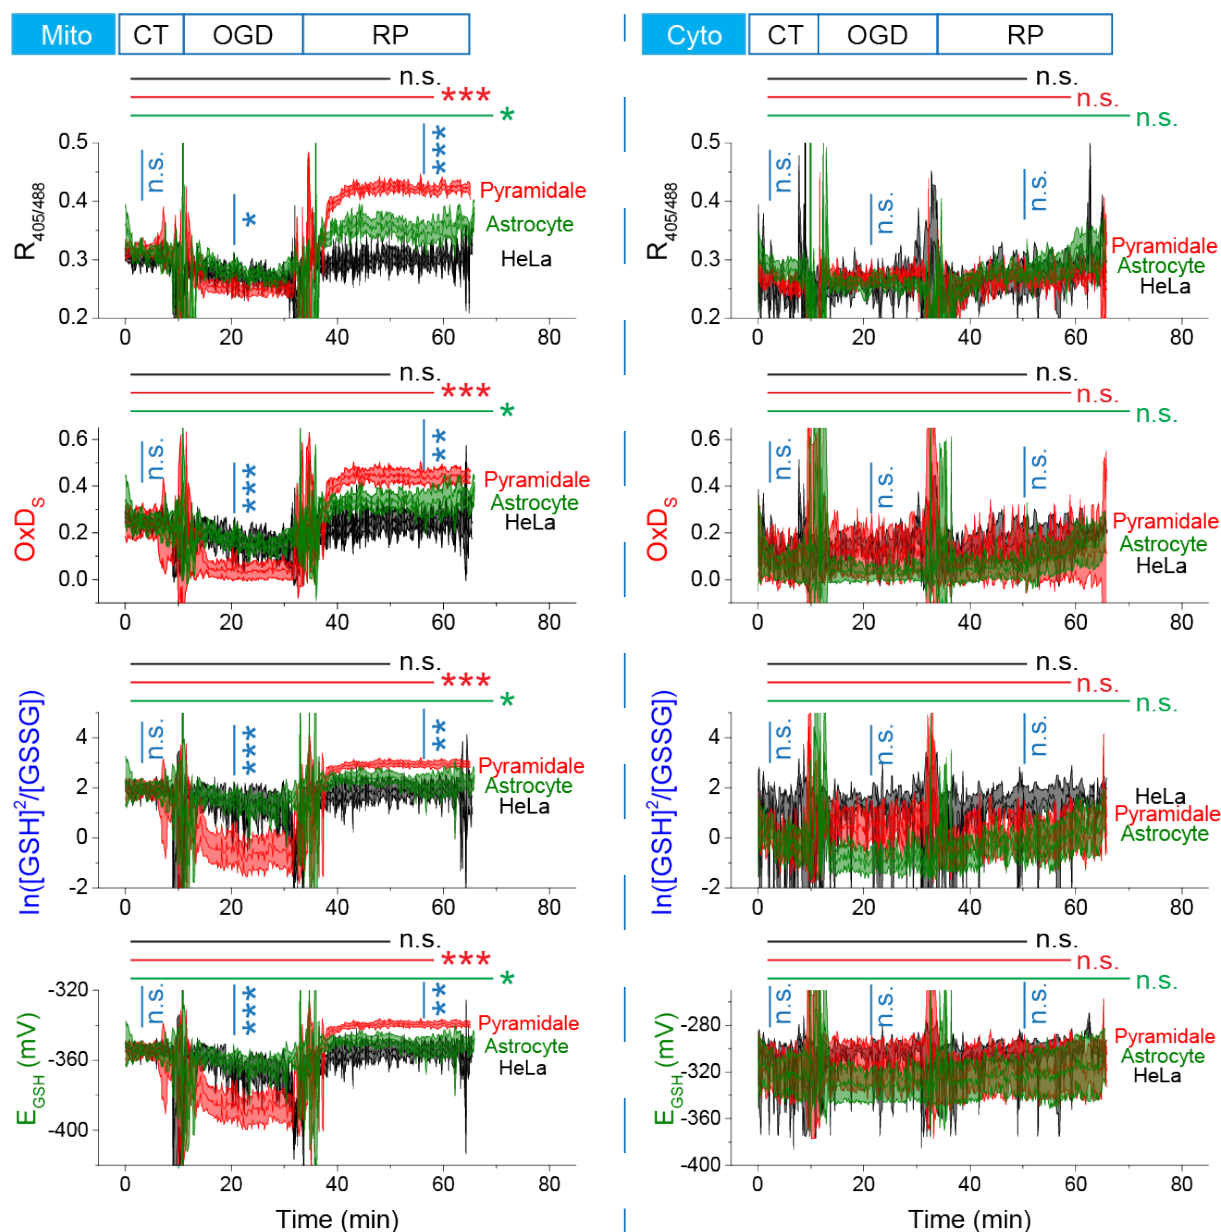 Mito CT OGD RP
n.s.
***
*
R405/488
0.5
0.4
0.3
0.2
n.s.
*
***
Pyramidale
Astrocyte
HeLa
0 20 40 60 80
n.s.
***
*
OxDS
0.6
0.4
0.2
0.0
n.s.
***
**
Pyramidale
Astrocyte
HeLa
0 20 40 60 80
n.s.
***
*
In([GSH]2/[GSSG])
4
2
0
-2
n.s.
***
**
Pyramidale
Astrocyte
HeLa
0 20 40 60 80
n.s.
***
*
EGSH (mV)
-320
-360
-400
n.s.
***
**
Pyramidale
Astrocyte
HeLa
0 20 40 60 80
Time (min)
Cyto CT OGD RP
n.s.
n.s.
n.s.
R405/488
0.5
0.4
0.3
0.2
n.s.
n.s.
n.s.
Pyramidale
Astrocyte
HeLa
0 20 40 60 80
n.s.
n.s.
n.s.
OxDS
0.6
0.4
0.2
0.0
n.s.
n.s.
n.s.
Pyramidale
Astrocyte
HeLa
0 20 40 60 80
n.s.
n.s.
n.s.
In([GSH]2/[GSSG])
4
2
0
-2
n.s.
n.s.
n.s.
HeLa
Pyramidale
Astrocyte
0 20 40 60 80
n.s.
n.s.
n.s.
EGSH (mV)
-280
-320
-360
-400
n.s.
n.s.
n.s.
Pyramidale
Astrocyte
HeLa
0 20 40 60 80
Time (min)